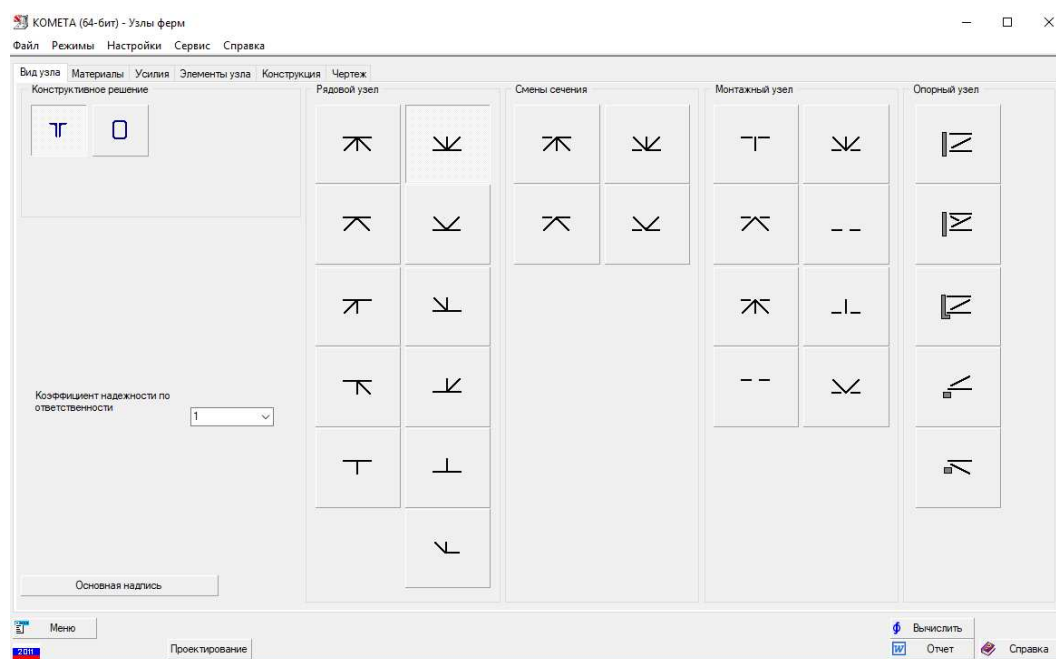 КОМЕТА (64-бит) - Узлы ферм
Файл Режимы Настройки Сервис Справка
Вид узла Материалы Усилия Элементы узла Конструкция Чертеж
Конструктивное решение
Рядовой узел
Смены сечения
Монтажный узел
Опорный узел
Коэффициент надежности по
ответственности
1
Основная надпись
Меню
Вычислить
2011
Проектирование
W
Отчет
Справка